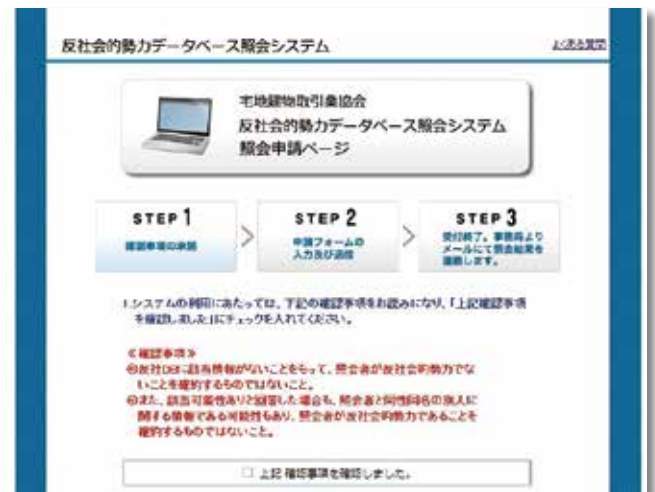 反社会的勢力データベース照会システム
よくある質問
宅地建物取引業協会
反社会的勢力データベース照会システム
照会申請ページ
STEP 1
確認事項の承諾
STEP 2
申請フォームの
入力及び送信
STEP 3
受付終了。事務局より
メールにて照会結果を
連絡します。
1.システムの利用にあたっては、下記の確認事項をお読みになり、「上記確認事項
を確認しました」にチェックを入れてください。
≪確認事項≫
反社DBに該当情報がないことをもって、照会者が反社会的勢力でな
いことを確約するものではないこと。
また、該当可能性ありと回答した場合も、照会者と同姓同名の別人に
関する情報である可能性もあり、照会者が反社会的勢力であることを
確約するものではないこと。
□ 上記 確認事項を確認しました。